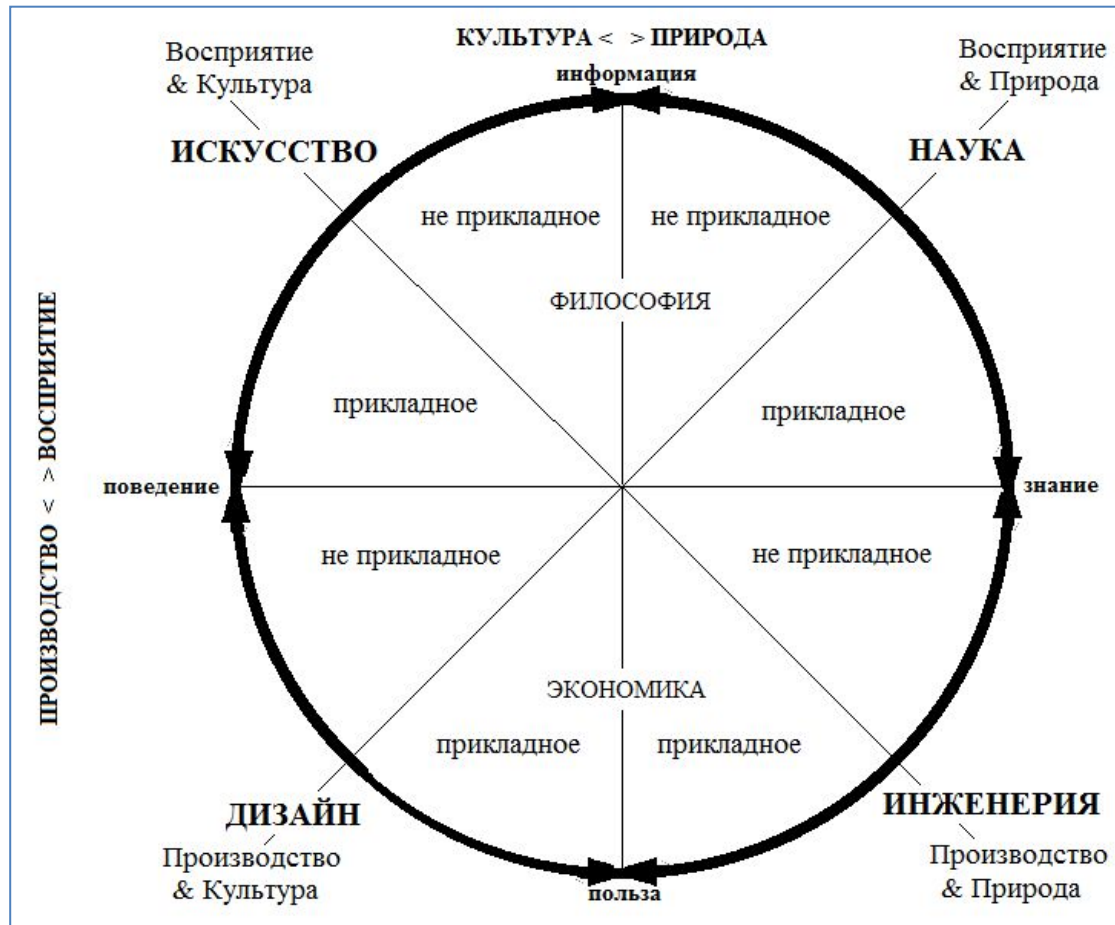 КУЛЬТУРА < > ПРИРОДА
Восприятие
& Культура
информация
Восприятие
& Природа
ИСКУССТВО
НАУКА
не прикладное
не прикладное
ФИЛОСОФИЯ
ПРОИЗВОДСТВО < > ВОСПРИЯТИЕ
прикладное
прикладное
поведение
знание
не прикладное
не прикладное
ЭКОНОМИКА
прикладное
прикладное
ДИЗАЙН
ИНЖЕНЕРИЯ
Производство
& Культура
польза
Производство
& Природа